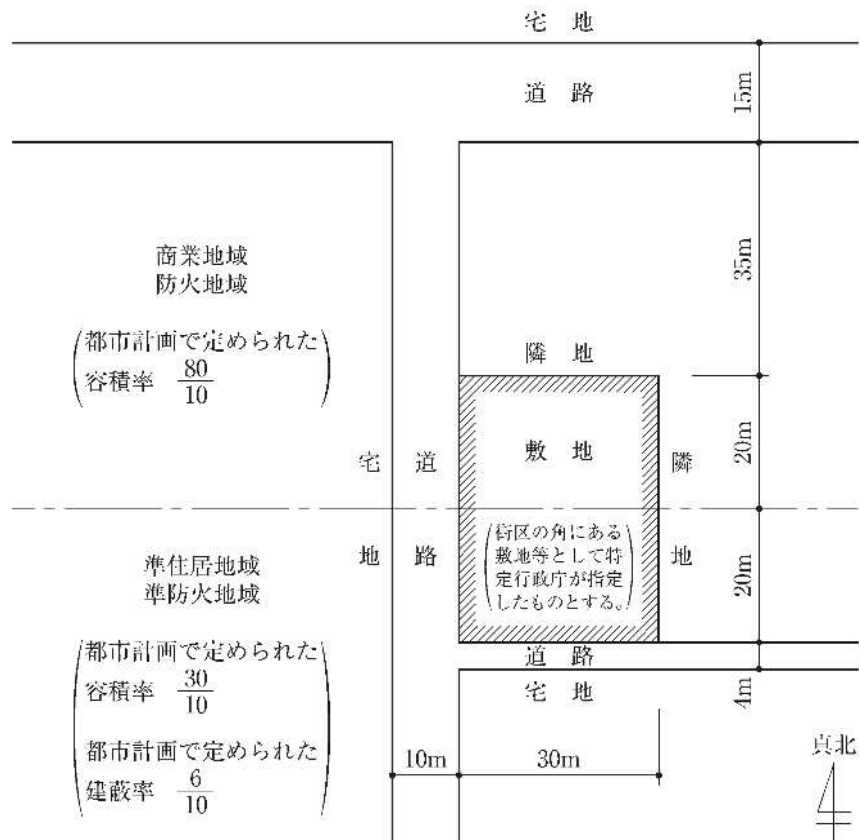 宅地
道路
15m
35m
商業地域
防火地域
(都市計画で定められた
容積率 80/10)
隣地
敷地
20m
宅地
道路
隣地
(街区の角にある
敷地等として特
定行政庁が指定
したものとする。)
20m
準住居地域
準防火地域
(都市計画で定められた
容積率 30/10
都市計画で定められた
建蔽率 6/10)
道路
宅地
4m
10m
30m
真北